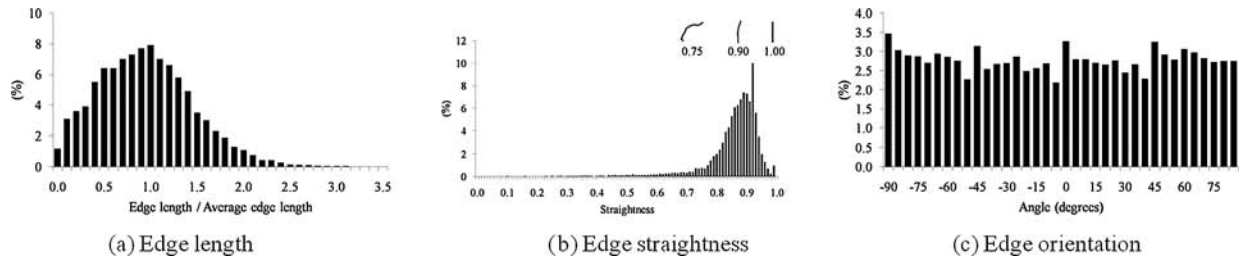 10
8
6
4
2
0
(%)
0.0 0.5 1.0 1.5 2.0 2.5 3.0 3.5
Edge length / Average edge length
(a) Edge length
0.75 0.90 1.00
12
10
8
6
4
2
0
(%)
0.0 0.1 0.2 0.3 0.4 0.5 0.6 0.7 0.8 0.9 1.0
Straightness
(b) Edge straightness
4.0
3.5
3.0
2.5
2.0
1.5
1.0
0.5
0.0
(%)
-90 -75 -60 -45 -30 -15 0 15 30 45 60 75
Angle (degrees)
(c) Edge orientation